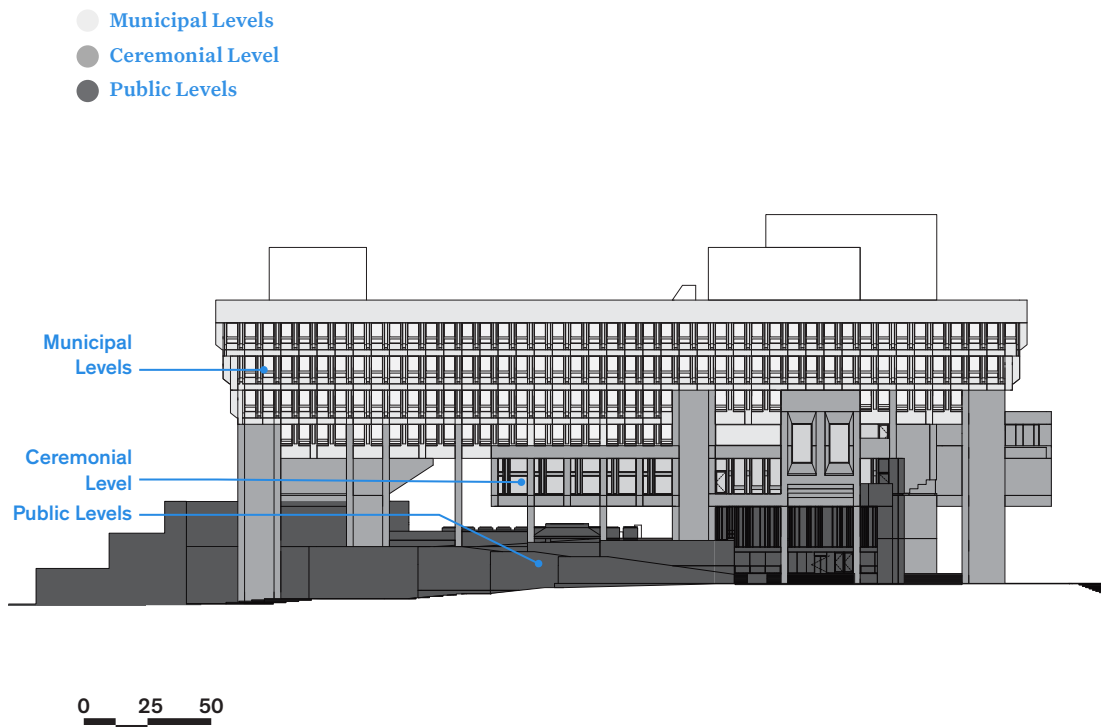 Municipal Levels
Ceremonial Level
Public Levels
Municipal
Levels
Ceremonial
Level
Public Levels
0 25 50